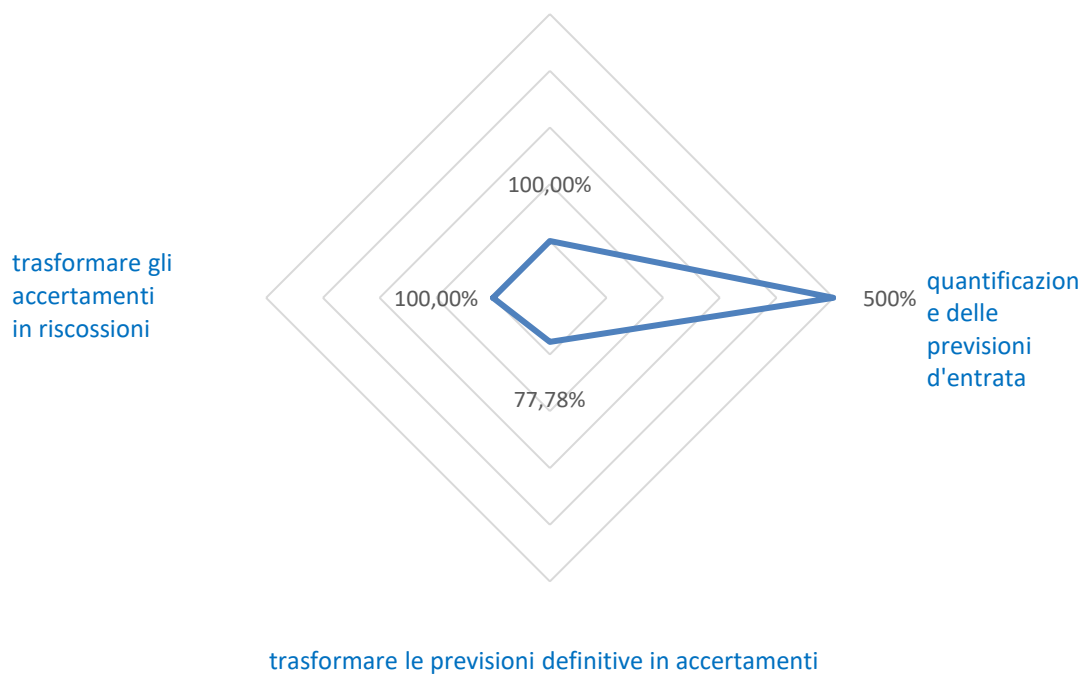 100,00%
trasformare gli
accertamenti
in riscossioni
100,00%
500%
quantificazion
e delle
previsioni
d'entrata
77,78%
trasformare le previsioni definitive in accertamenti